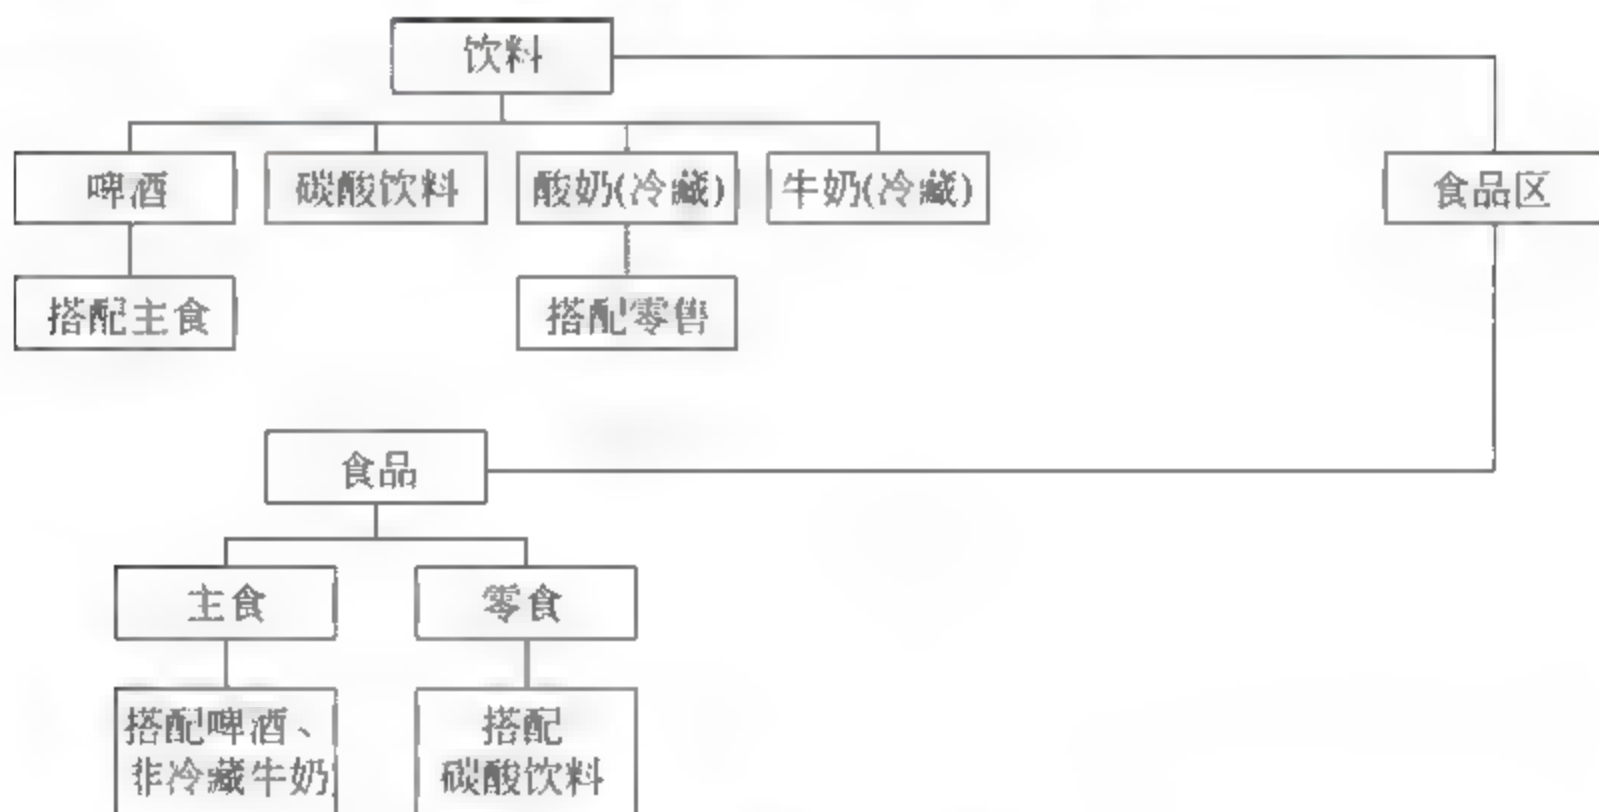 饮料
啤酒
碳酸饮料
酸奶(冷藏)
牛奶(冷藏)
食品区
搭配主食
搭配零售
食品
主食
零食
搭配啤酒、
非冷藏牛奶
搭配
碳酸饮料